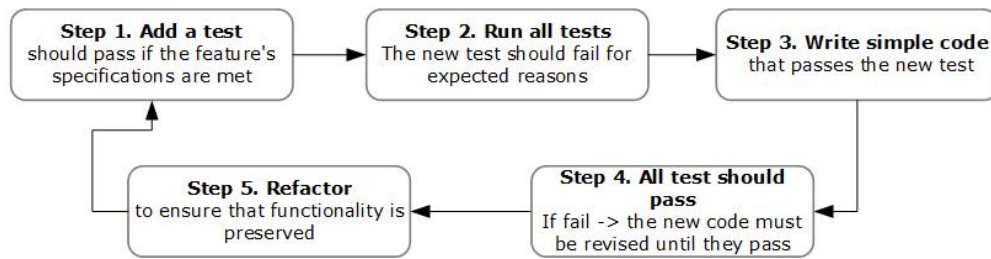 Step 1. Add a test
should pass if the feature's
specifications are met
Step 2. Run all tests
The new test should fail for
expected reasons
Step 3. Write simple code
that passes the new test
Step 4. All test should
pass
If fail -> the new code must
be revised until they pass
Step 5. Refactor
to ensure that functionality is
preserved